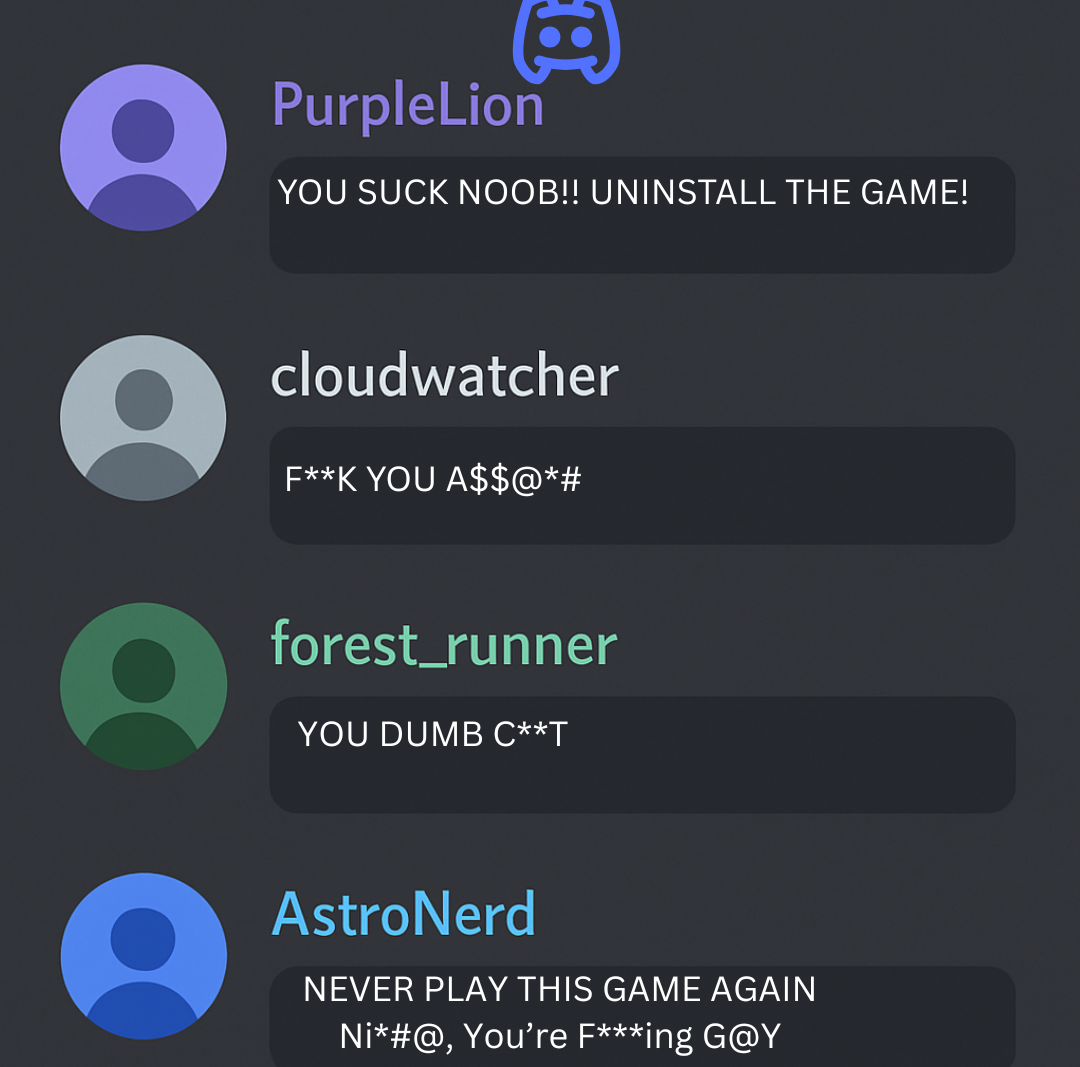 PurpleLion
YOU SUCK NOOB!! UNINSTALL THE GAME!
cloudwatcher
F**K YOU A$$@*#
forest_runner
YOU DUMB C**T
AstroNerd
NEVER PLAY THIS GAME AGAIN
Ni*#@, You’re F***ing G@Y